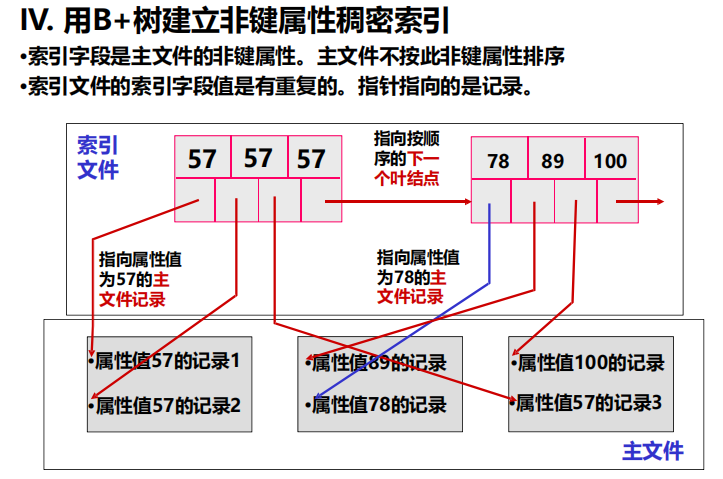 IV. 用B+树建立非键属性稠密索引
•索引字段是主文件的非键属性。主文件不按此非键属性排序
•索引文件的索引字段值是有重复的。指针指向的是记录。
索引
文件
57 57 57
指向按顺
序的下一
个叶结点
78 89 100
指向属性值
为57的主
文件记录
指向属性值
为78的主
文件记录
•属性值57的记录1
•属性值57的记录2
•属性值89的记录
•属性值78的记录
•属性值100的记录
•属性值57的记录3
主文件